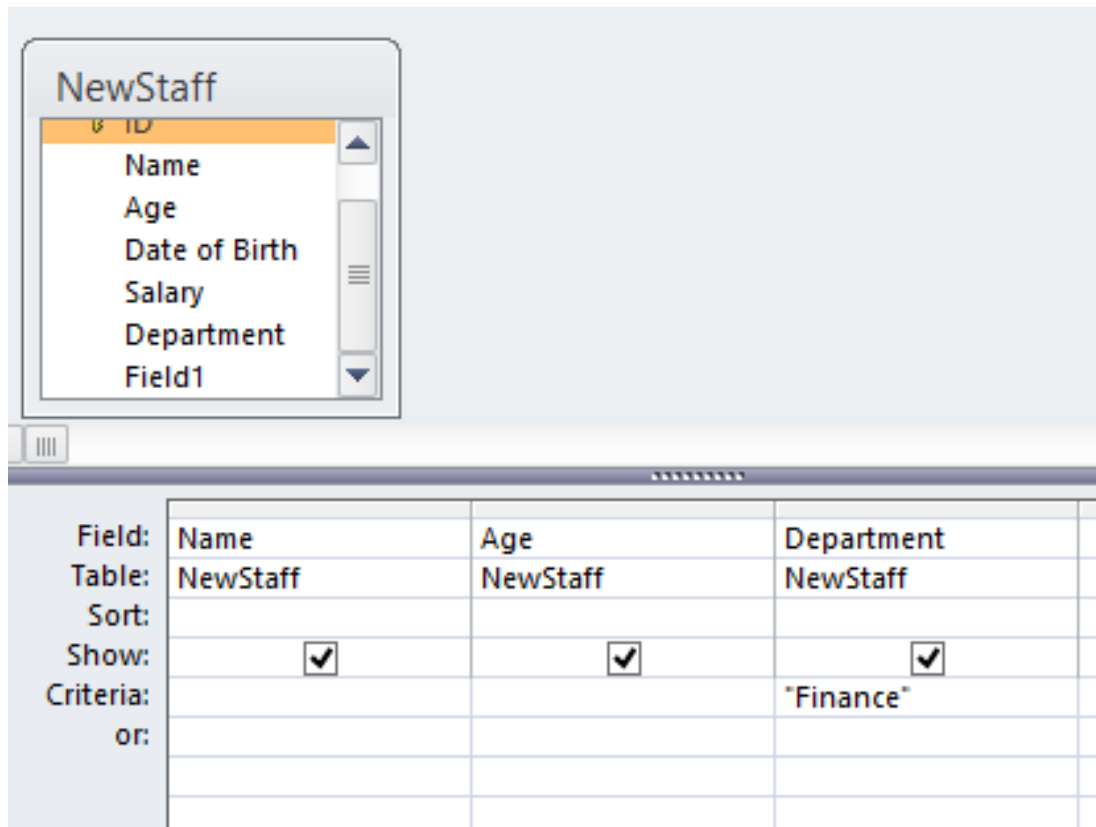 NewStaff
ID
Name
Age
Date of Birth
Salary
Department
Field1
Field: Name Age Department
Table: NewStaff NewStaff NewStaff
Sort:
Show:
Criteria: "Finance"
or: